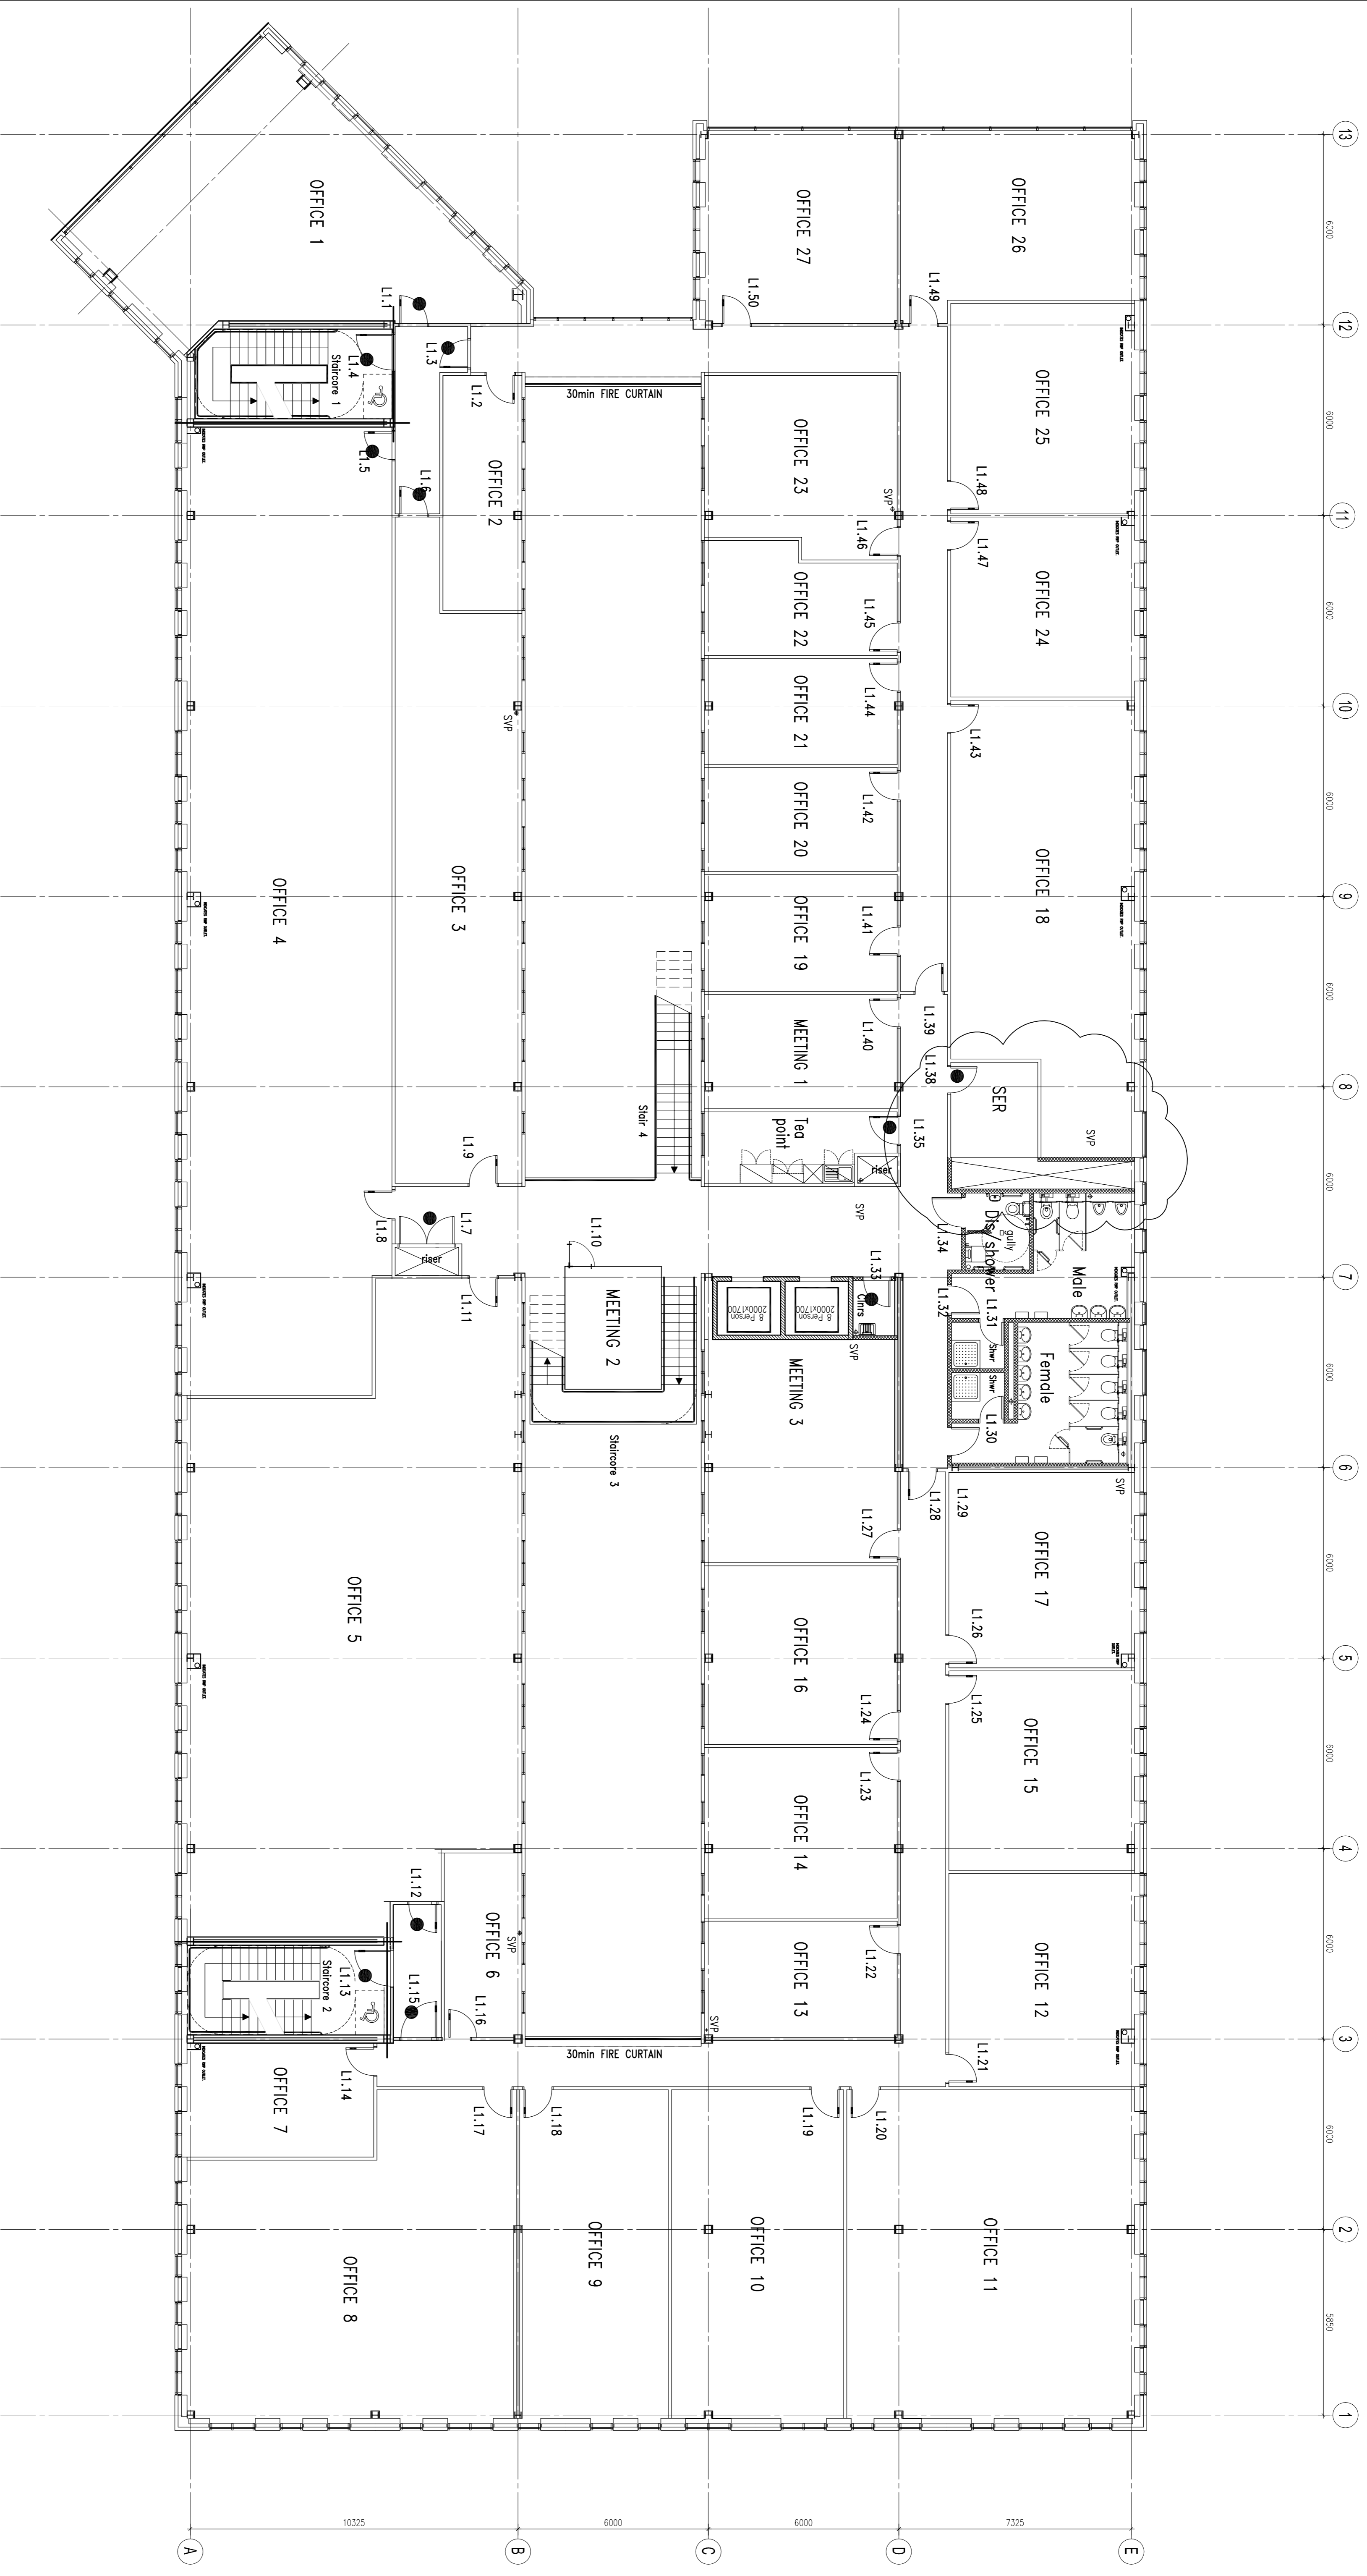 13
12
11
10
9
8
7
6
5
4
3
2
1
6000
6000
6000
6000
6000
6000
6000
6000
6000
6000
6000
5850
OFFICE 26
OFFICE 27
L1.49
L1.50
OFFICE 1
L1.1
L1.3
L1.2
L1.4
Staircore 1
L1.5
L1.6
OFFICE 2
30min FIRE CURTAIN
OFFICE 25
L1.48
OFFICE 23
SVP
L1.46
L1.47
OFFICE 24
OFFICE 22
L1.45
OFFICE 21
L1.44
L1.43
SVP
OFFICE 20
L1.42
OFFICE 18
OFFICE 19
L1.41
OFFICE 3
OFFICE 4
L1.39
MEETING 1
L1.40
L1.38
SER
SVP
Stair 4
Tea
point
L1.35
riser
L1.9
L1.8
L1.7
riser
L1.10
L1.11
SVP
L1.34
Dis/shower
gully
Male
L1.33
Clnrs
L1.32
L1.31
Person
2000x1700
Person
2000x1700
Shwr
Shwr
Female
L1.30
MEETING 2
MEETING 3
SVP
Staircore 3
L1.28
L1.29
SVP
L1.27
OFFICE 17
L1.26
OFFICE 5
OFFICE 16
L1.24
L1.25
OFFICE 15
OFFICE 14
L1.23
L1.12
OFFICE 6
SVP
OFFICE 13
L1.22
OFFICE 12
Staircore 2
L1.13
L1.15
L1.16
SVP
30min FIRE CURTAIN
L1.21
OFFICE 7
L1.14
L1.17
L1.18
L1.19
L1.20
OFFICE 8
OFFICE 9
OFFICE 10
OFFICE 11
10325
6000
6000
7325
A
B
C
D
E